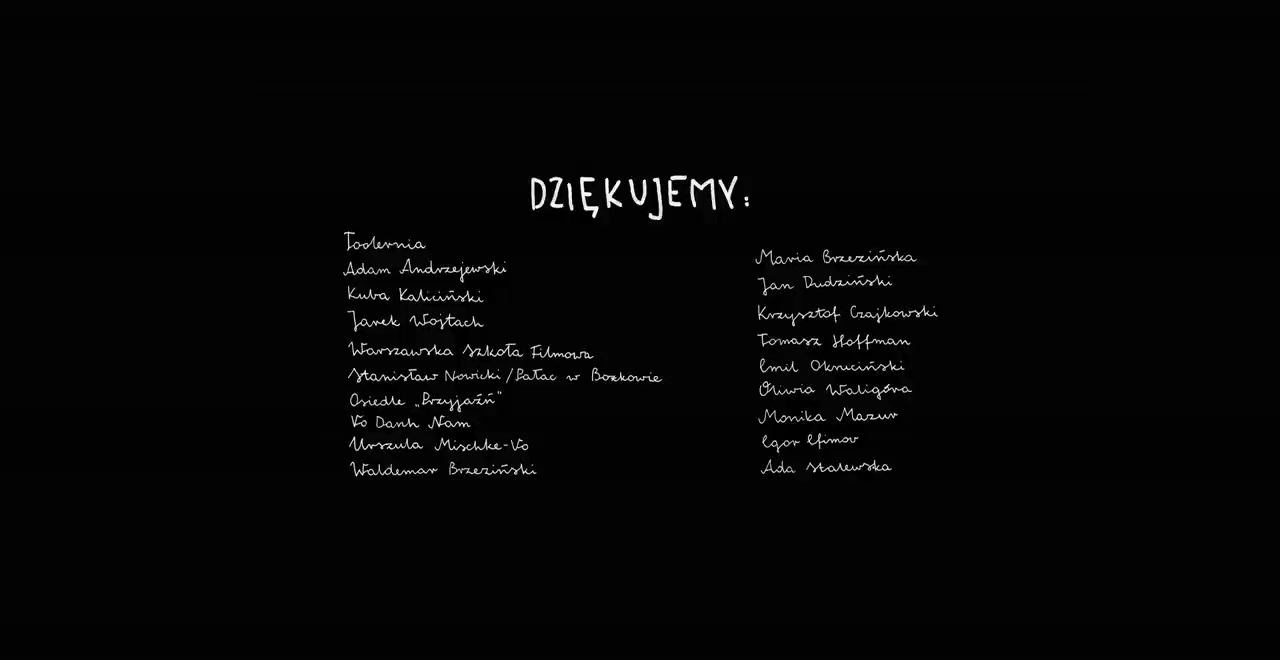 DZIĘKUJEMY:
Toolernia
Adam Andrzejewski
Kuba Kaliciński
Jarek Wojtach
Warszawska Szkoła Filmowa
Stanisław Nowicki / Pałac w Bożkowie
Osiedle „Przyjaźń”
Vo Danh Nam
Urszula Mischke-Vo
Waldemar Brzeziński
Maria Brzezińska
Jan Dudziński
Krzysztof Czajkowski
Tomasz Hoffman
Emil Okruciński
Oliwia Waligóra
Monika Mazur
Egor Efimov
Ada Stalewska